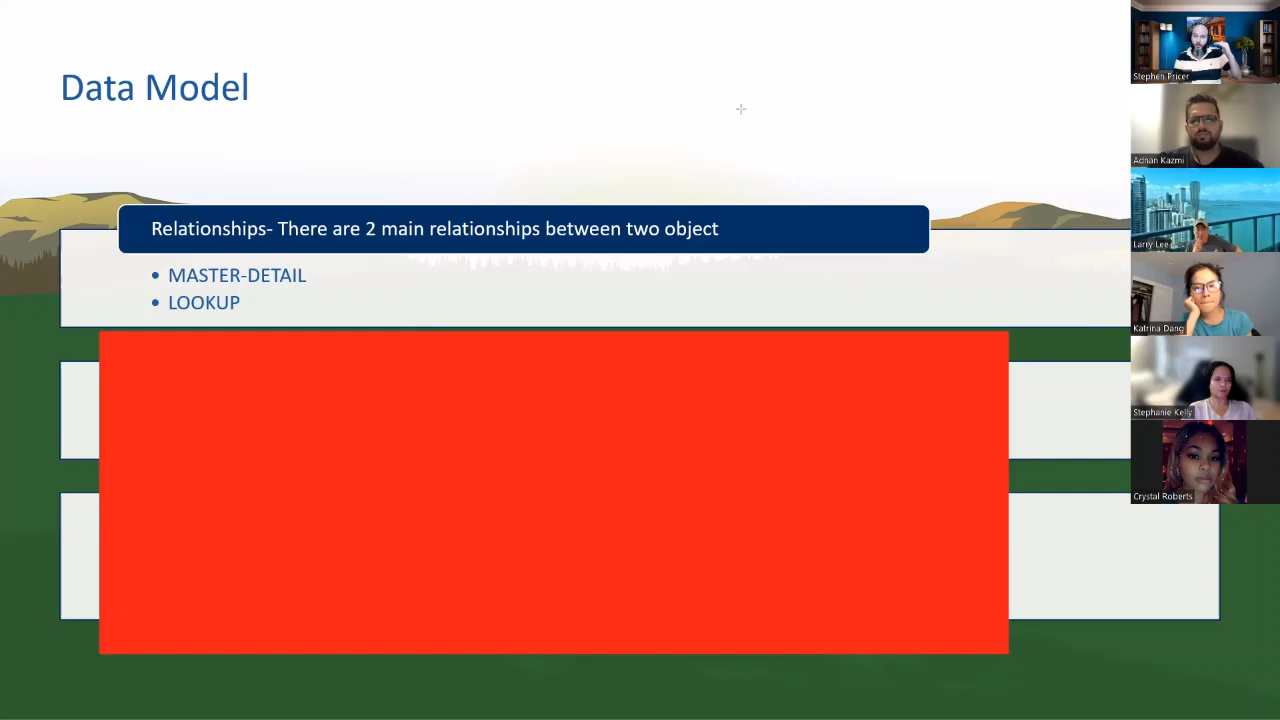 Data Model
Relationships- There are 2 main relationships between two object
• MASTER-DETAIL
• LOOKUP
Stephen Pricer
Adnan Kazmi
Larry Lee
Katrina Dang
Stephanie Kelly
Crystal Roberts